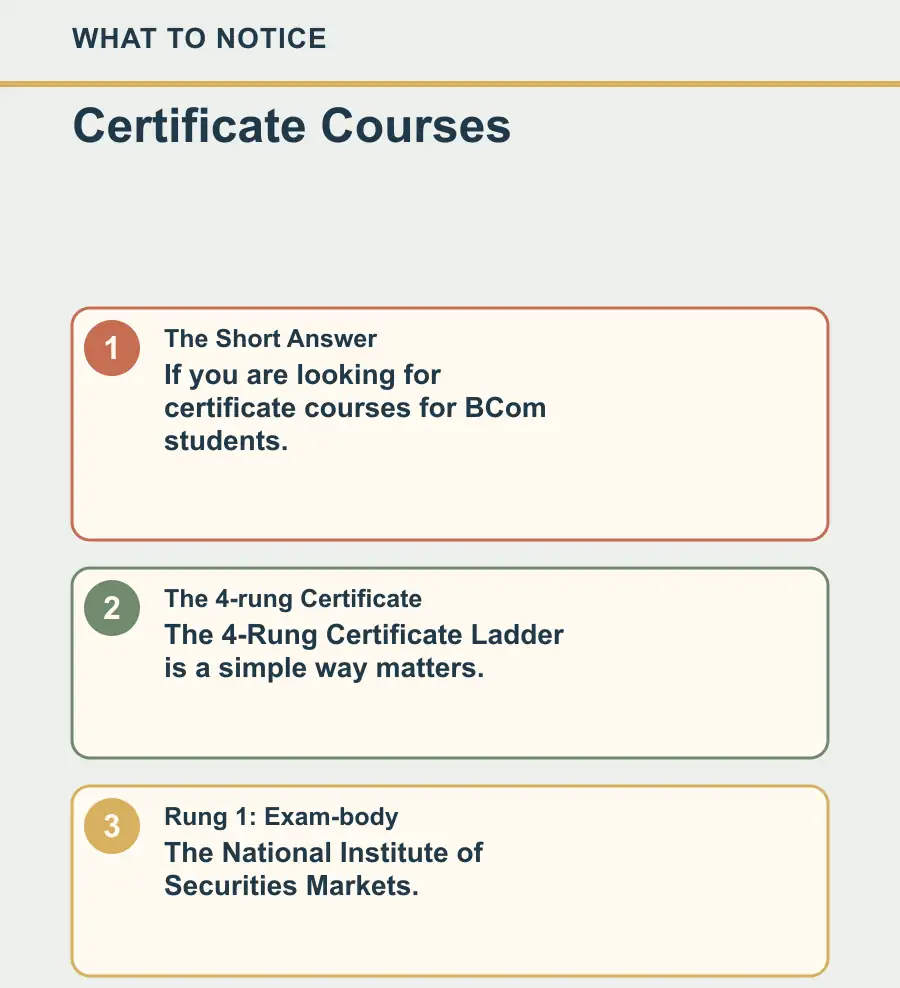 WHAT TO NOTICE
Certificate Courses
1
The Short Answer
If you are looking for
certificate courses for BCom
students.
2
The 4-rung Certificate
The 4-Rung Certificate Ladder
is a simple way matters.
3
Rung 1: Exam-body
The National Institute of
Securities Markets.